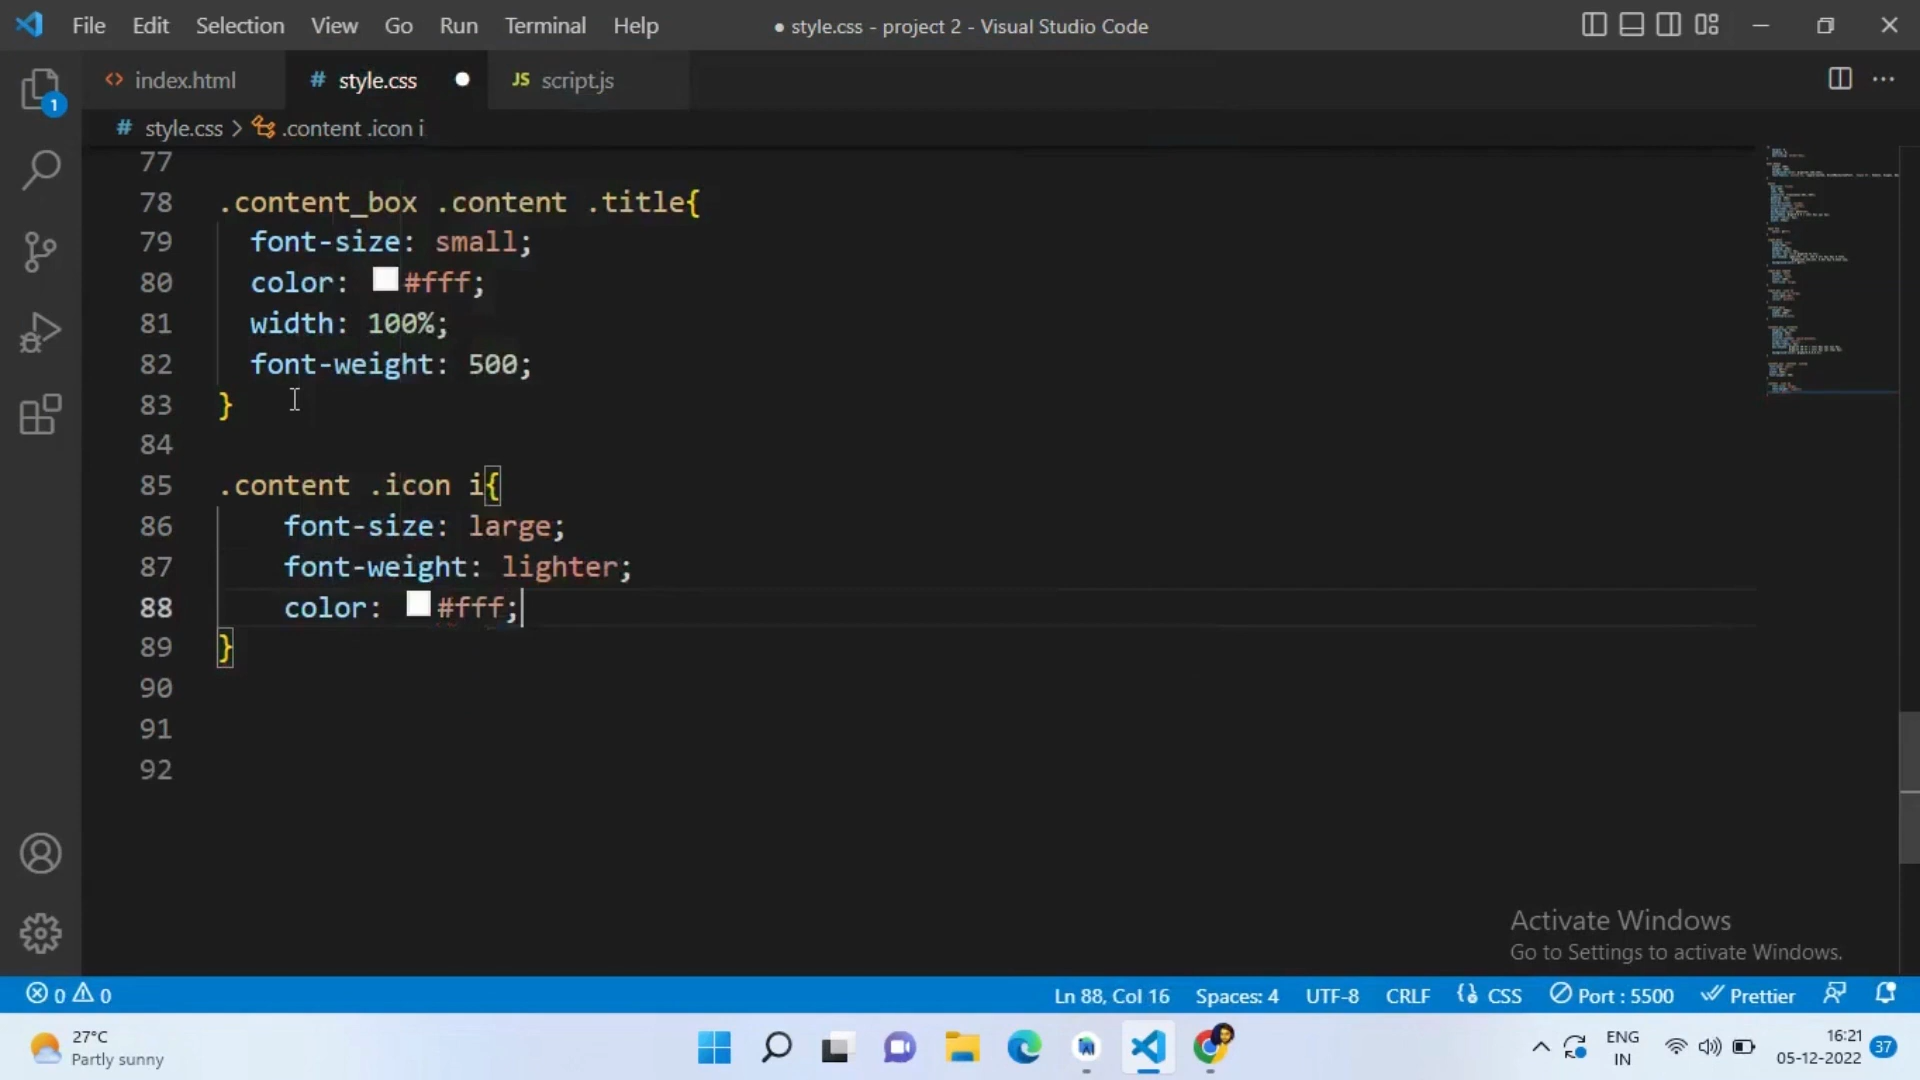 File Edit Selection View Go Run Terminal Help ● style.css - project 2 - Visual Studio Code
<> index.html # style.css ● JS script.js
# style.css > .content .icon i
1
77
78 .content_box .content .title{
79 font-size: small;
80 color: #fff;
81 width: 100%;
82 font-weight: 500;
83 }
84
85 .content .icon i{
86 font-size: large;
87 font-weight: lighter;
88 color: #fff;
89 }
90
91
92
Activate Windows
Go to Settings to activate Windows.
0 0 Ln 88, Col 16 Spaces: 4 UTF-8 CRLF {} CSS Port : 5500 Prettier
27°C
Partly sunny
ENG
IN
16:21
05-12-2022
37